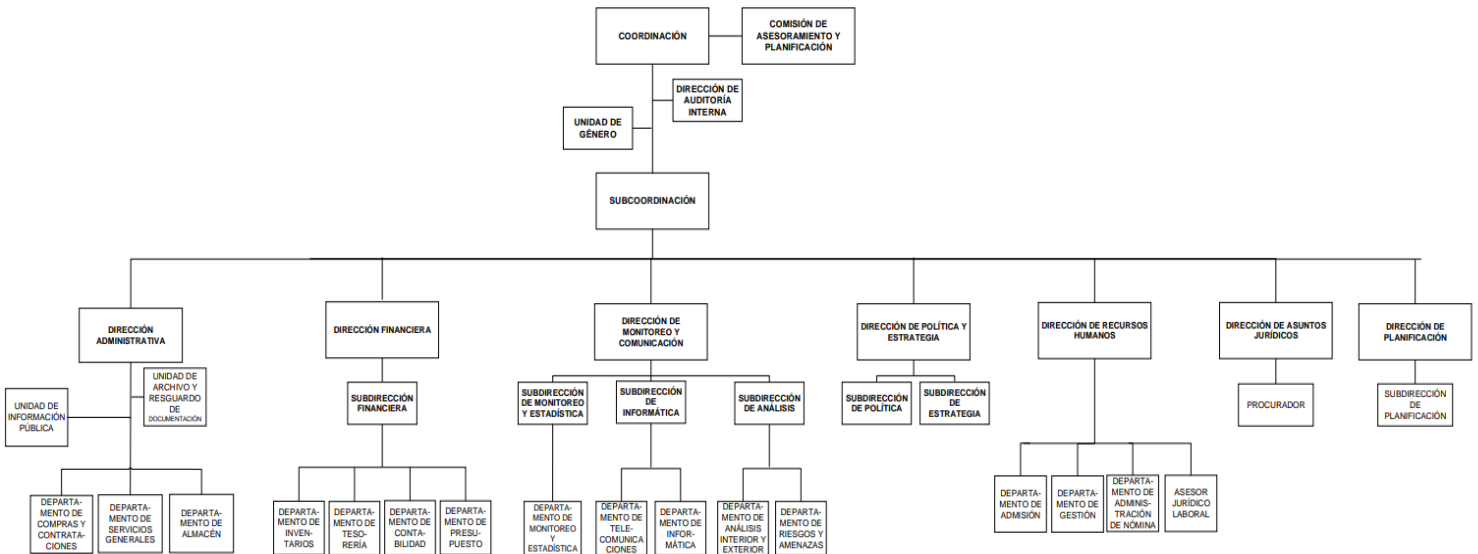 COORDINACIÓN
COMISIÓN DE
ASESORAMIENTO Y
PLANIFICACIÓN
DIRECCIÓN DE
AUDITORÍA
INTERNA
UNIDAD DE
GÉNERO
SUBCOORDINACIÓN
DIRECCIÓN
ADMINISTRATIVA
DIRECCIÓN FINANCIERA
DIRECCIÓN DE
MONITOREO Y
COMUNICACIÓN
DIRECCIÓN DE POLÍTICA Y
ESTRATEGIA
DIRECCIÓN DE RECURSOS
HUMANOS
DIRECCIÓN DE ASUNTOS
JURÍDICOS
DIRECCIÓN DE
PLANIFICACIÓN
UNIDAD DE
INFORMACIÓN
PÚBLICA
UNIDAD DE
ARCHIVO Y
RESGUARDO
DE
DOCUMENTACIÓN
SUBDIRECCIÓN
FINANCIERA
SUBDIRECCIÓN
DE MONITOREO
Y ESTADÍSTICA
SUBDIRECCIÓN
DE
INFORMÁTICA
SUBDIRECCIÓN
DE ANÁLISIS
SUBDIRECCIÓN
DE POLÍTICA
SUBDIRECCIÓN
DE
ESTRATEGIA
PROCURADOR
SUBDIRECCIÓN
DE
PLANIFICACIÓN
DEPARTA-
MENTO DE
COMPRAS Y
CONTRATA-
CIONES
DEPARTA-
MENTO DE
SERVICIOS
GENERALES
DEPARTA-
MENTO DE
ALMACÉN
DEPARTA-
MENTO DE
INVEN-
TARIOS
DEPARTA-
MENTO DE
TESO-
RERÍA
DEPARTA-
MENTO DE
CONTA-
BILIDAD
DEPARTA-
MENTO DE
PRESU-
PUESTO
DEPARTA-
MENTO DE
MONITOREO
Y
ESTADÍSTICA
DEPARTA-
MENTO DE
TELE-
COMUNICA
CIONES
DEPARTA-
MENTO DE
INFOR-
MÁTICA
DEPARTA-
MENTO DE
ANÁLISIS
INTERIOR Y
EXTERIOR
DEPARTA-
MENTO DE
RIESGOS Y
AMENAZAS
DEPARTA-
MENTO DE
ADMISIÓN
DEPARTA-
MENTO DE
GESTIÓN
DEPARTA-
MENTO DE
ADMINIS-
TRACIÓN
DE NÓMINA
ASESOR
JURÍDICO
LABORAL